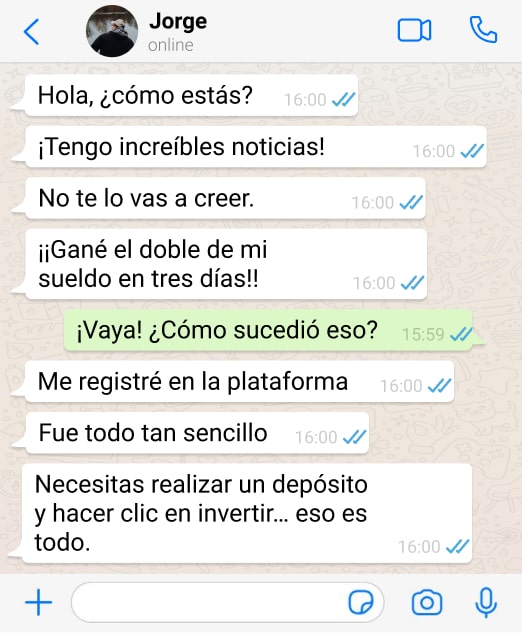 Jorge
online
Hola, ¿cómo estás? 16:00
¡Tengo increíbles noticias! 16:00
No te lo vas a creer. 16:00
¡¡Gané el doble de mi
sueldo en tres días!! 16:00
¡Vaya! ¿Cómo sucedió eso? 15:59
Me registré en la plataforma 16:00
Fue todo tan sencillo 16:00
Necesitas realizar un depósito
y hacer clic en invertir... eso es
todo. 16:00